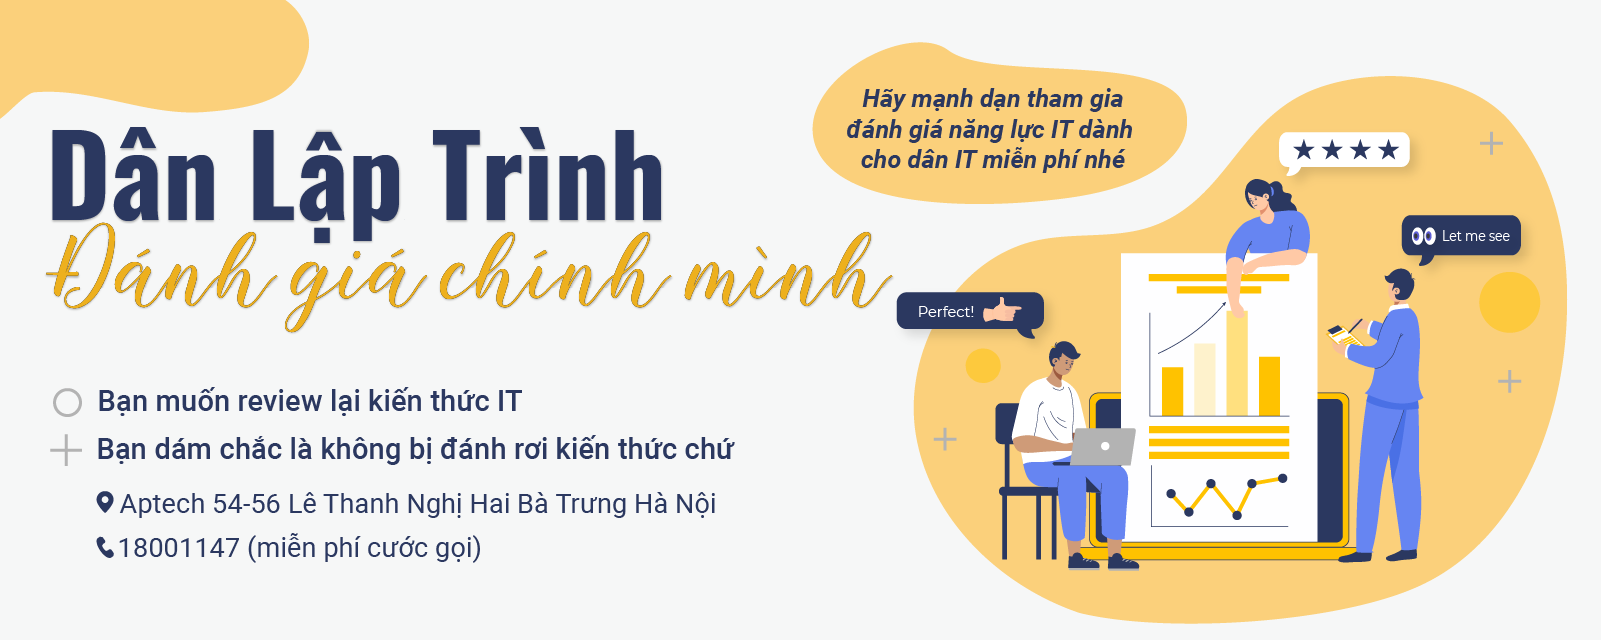 Dân Lập Trình
Đánh giá chính mình
Bạn muốn review lại kiến thức IT
Bạn dám chắc là không bị đánh rơi kiến thức chứ
Aptech 54-56 Lê Thanh Nghị Hai Bà Trưng Hà Nội
18001147 (miễn phí cước gọi)
Hãy mạnh dạn tham gia
đánh giá năng lực IT dành
cho dân IT miễn phí nhé
Perfect!
Let me see